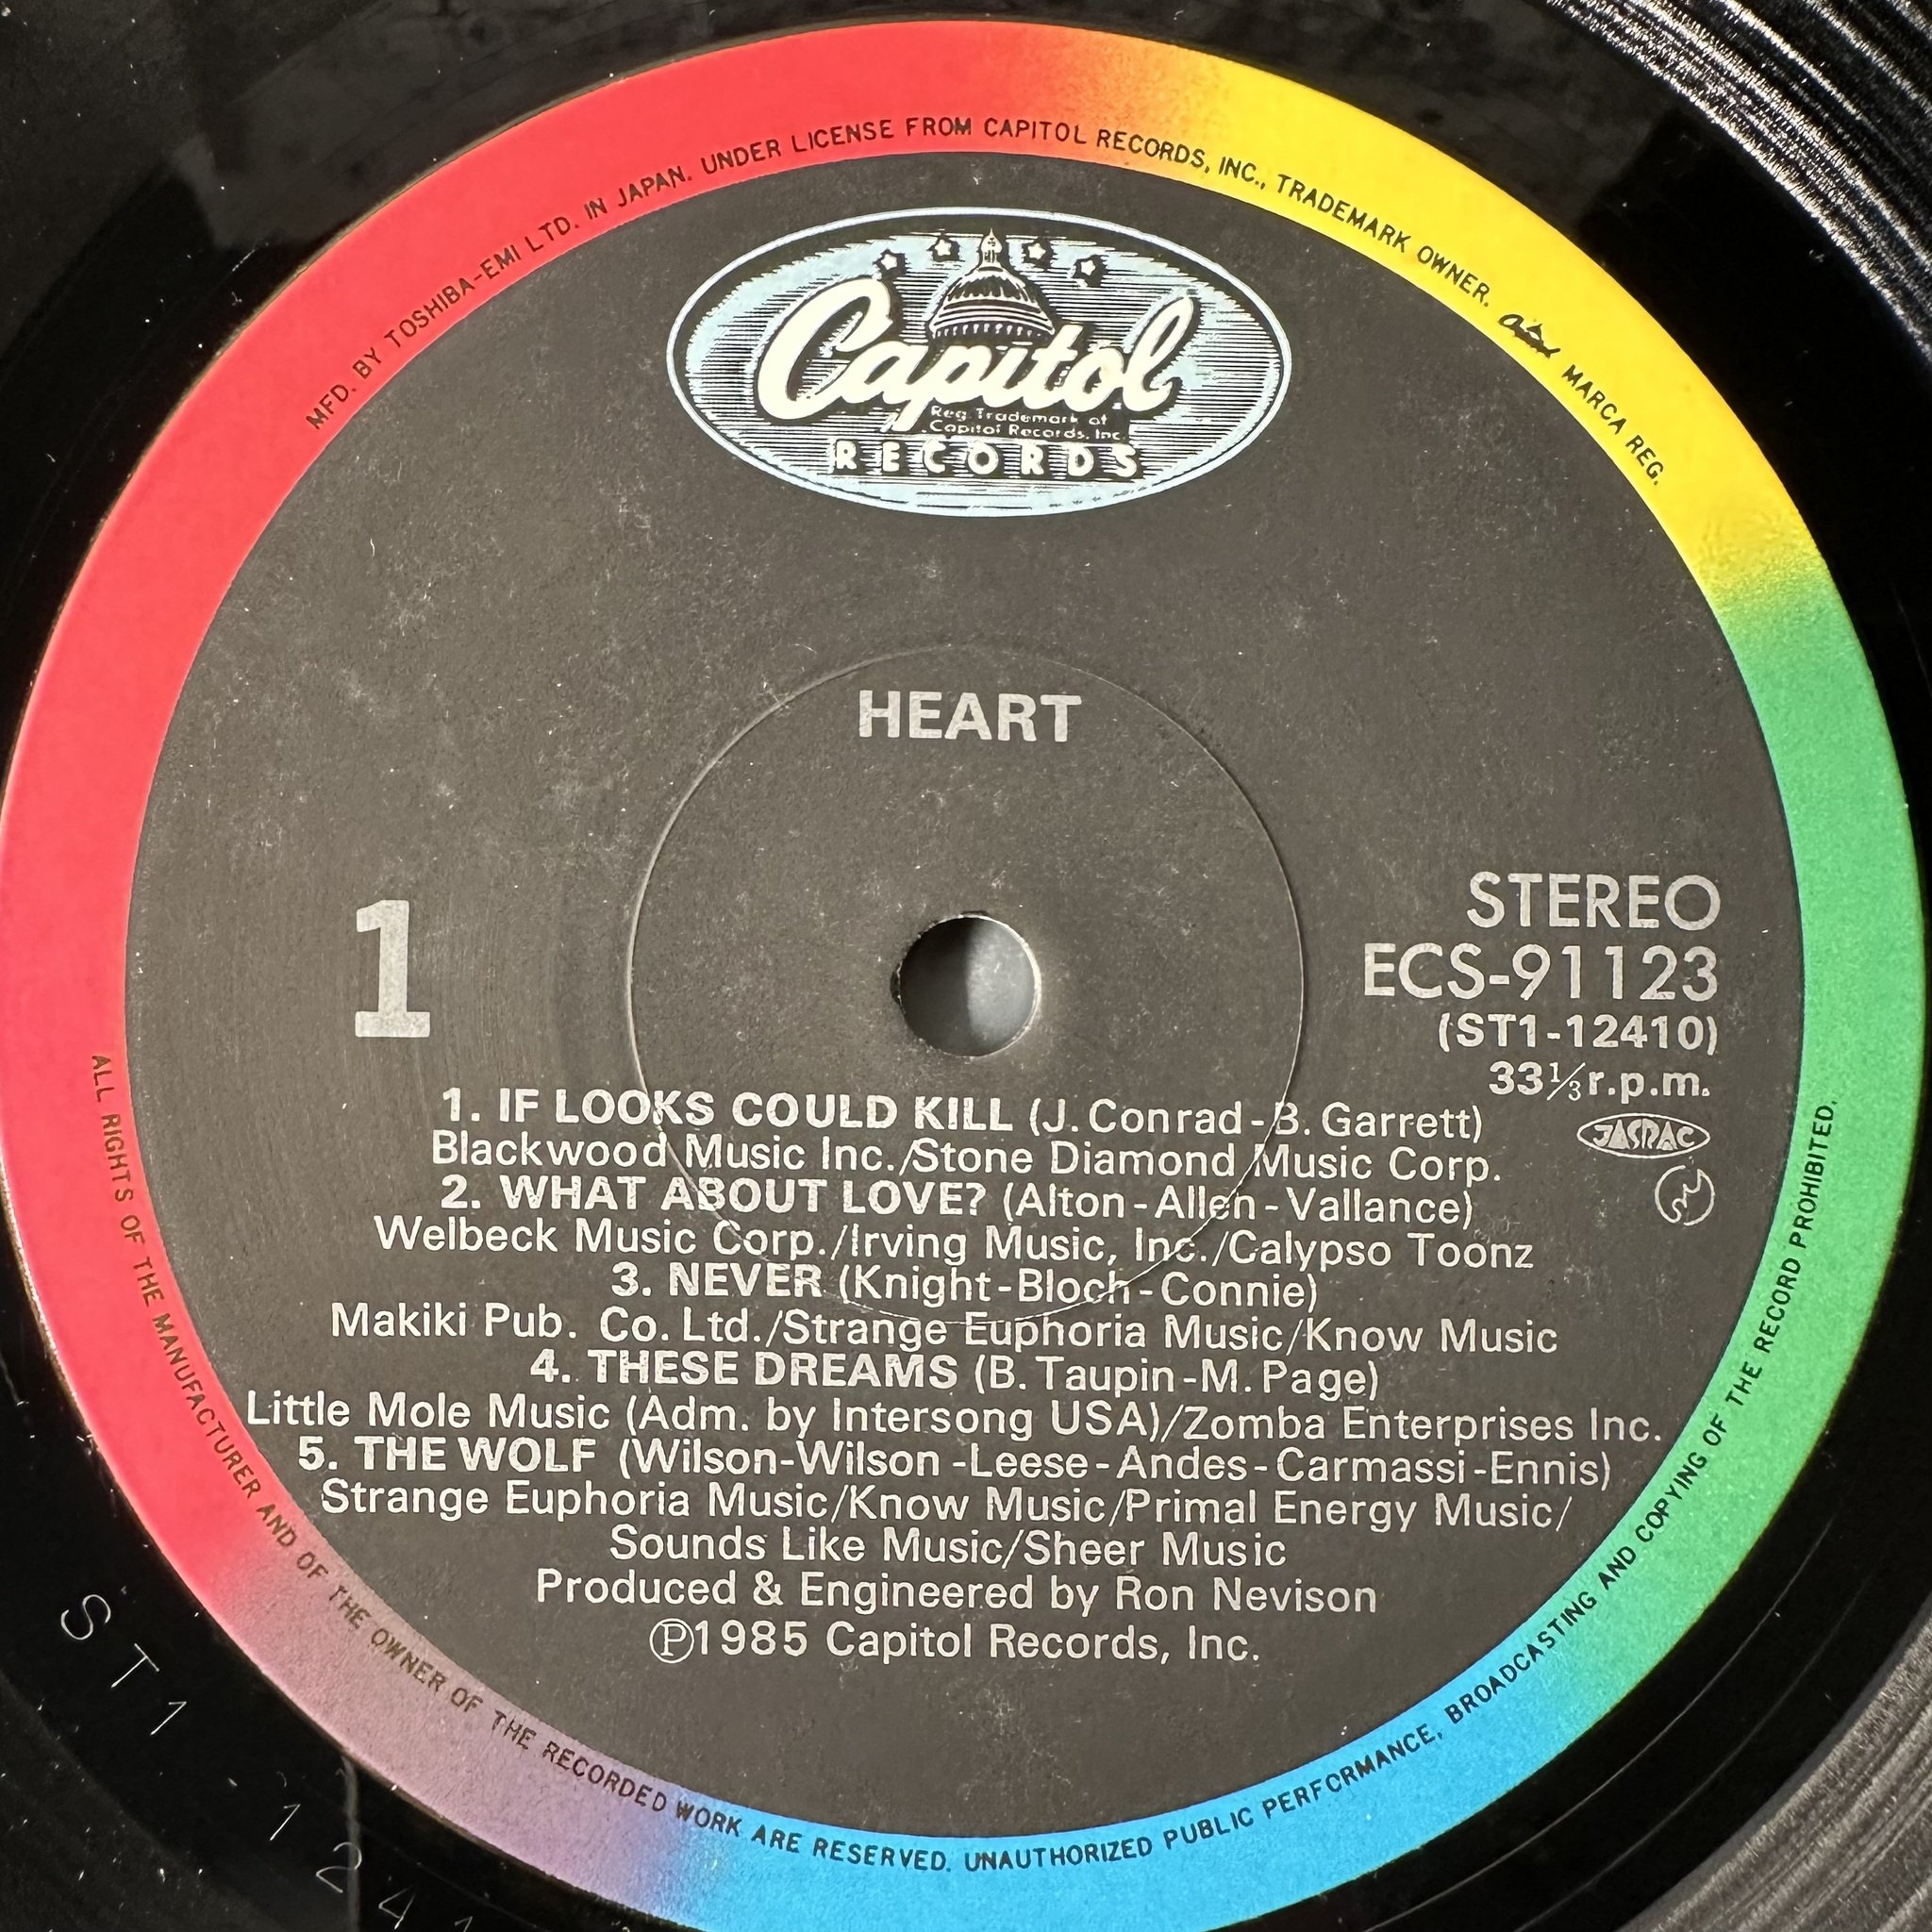 MFD. BY TOSHIBA-EMI LTD. IN JAPAN. UNDER LICENSE FROM CAPITOL RECORDS, INC., TRADEMARK OWNER. Capitol MARCA REG.
Capitol
Reg. Trademark of
Capitol Records, Inc.
RECORDS
HEART
1
STEREO
ECS-91123
(ST1-12410)
33⅓r.p.m.
JASRAC
1. IF LOOKS COULD KILL (J. Conrad-B. Garrett)
Blackwood Music Inc./Stone Diamond Music Corp.
2. WHAT ABOUT LOVE? (Alton-Allen-Vallance)
Welbeck Music Corp./Irving Music, Inc./Calypso Toonz
3. NEVER (Knight-Bloch-Connie)
Makiki Pub. Co. Ltd./Strange Euphoria Music/Know Music
4. THESE DREAMS (B. Taupin-M. Page)
Little Mole Music (Adm. by Intersong USA)/Zomba Enterprises Inc.
5. THE WOLF (Wilson-Wilson-Leese-Andes-Carmassi-Ennis)
Strange Euphoria Music/Know Music/Primal Energy Music/
Sounds Like Music/Sheer Music
Produced & Engineered by Ron Nevison
℗1985 Capitol Records, Inc.
ALL RIGHTS OF THE MANUFACTURER AND OF THE OWNER OF THE RECORDED WORK ARE RESERVED. UNAUTHORIZED PUBLIC PERFORMANCE, BROADCASTING AND COPYING OF THE RECORD PROHIBITED.
ST1-1241